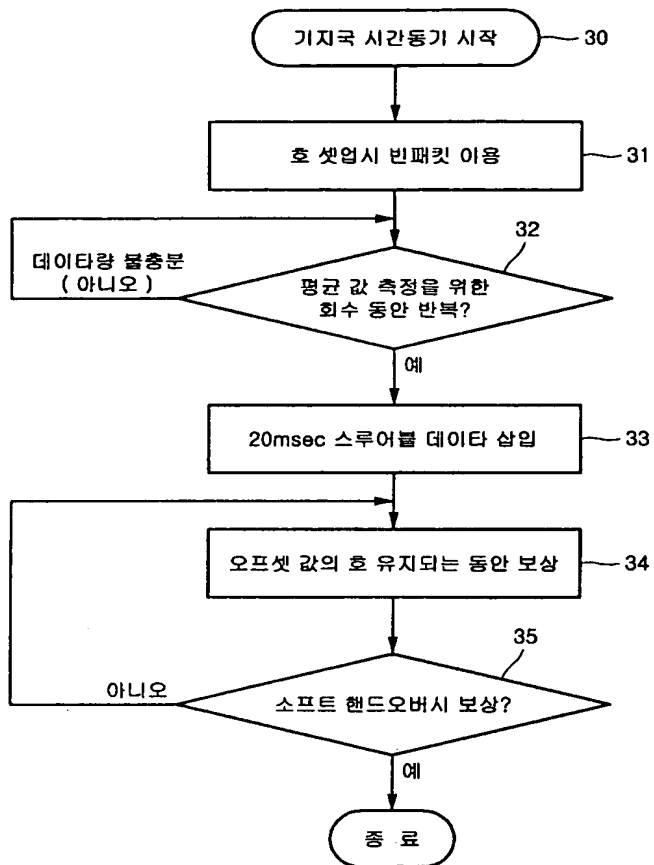 기지국 시간동기 시작
30
호 셋업시 빈패킷 이용
31
32
데이타량 불충분
( 아니오 )
평균 값 측정을 위한
회수 동안 반복?
예
20msec 스루어블 데이타 삽입
33
오프셋 값의 호 유지되는 동안 보상
34
35
아니오
소프트 핸드오버시 보상?
예
종 료